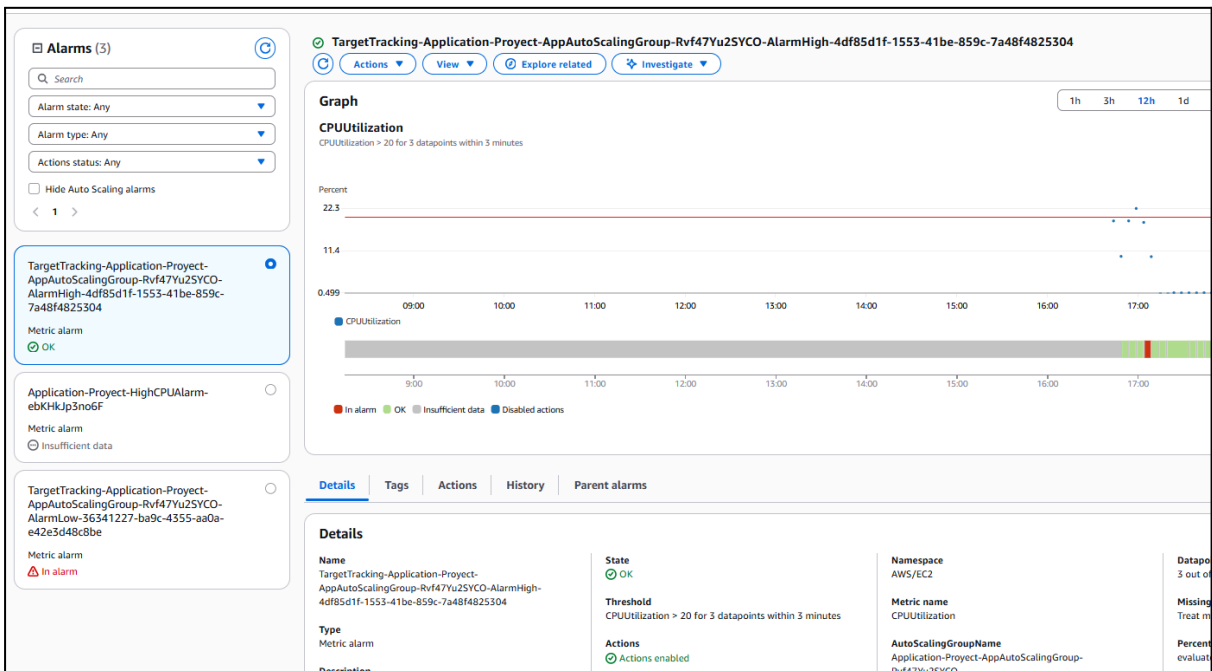 Alarms (3)
Search
Alarm state: Any
Alarm type: Any
Actions status: Any
Hide Auto Scaling alarms
1
TargetTracking-Application-Proyect-
AppAutoScalingGroup-Rvf47Yu2SYCO-
AlarmHigh-4df85d1f-1553-41be-859c-
7a48f4825304
Metric alarm
OK
Application-Proyect-HighCPUAlarm-
ebKHkJp3no6F
Metric alarm
Insufficient data
TargetTracking-Application-Proyect-
AppAutoScalingGroup-Rvf47Yu2SYCO-
AlarmLow-36341227-ba9c-4355-aa0a-
e42e3d48c8be
Metric alarm
In alarm
TargetTracking-Application-Proyect-AppAutoScalingGroup-Rvf47Yu2SYCO-AlarmHigh-4df85d1f-1553-41be-859c-7a48f4825304
Actions View Explore related Investigate
Graph
1h 3h 12h 1d
CPUUtilization
CPUUtilization > 20 for 3 datapoints within 3 minutes
Percent
22.3
11.4
0.499
09:00 10:00 11:00 12:00 13:00 14:00 15:00 16:00 17:00
CPUUtilization
9:00 10:00 11:00 12:00 13:00 14:00 15:00 16:00 17:00
In alarm OK Insufficient data Disabled actions
Details Tags Actions History Parent alarms
Details
Name
TargetTracking-Application-Proyect-
AppAutoScalingGroup-Rvf47Yu2SYCO-AlarmHigh-
4df85d1f-1553-41be-859c-7a48f4825304
Type
Metric alarm
Description
State
OK
Threshold
CPUUtilization > 20 for 3 datapoints within 3 minutes
Actions
Actions enabled
Namespace
AWS/EC2
Metric name
CPUUtilization
AutoScalingGroupName
Application-Proyect-AppAutoScalingGroup-
Rvf47Yu2SYCO
Datapo
3 out of
Missing
Treat m
Percent
evaluat